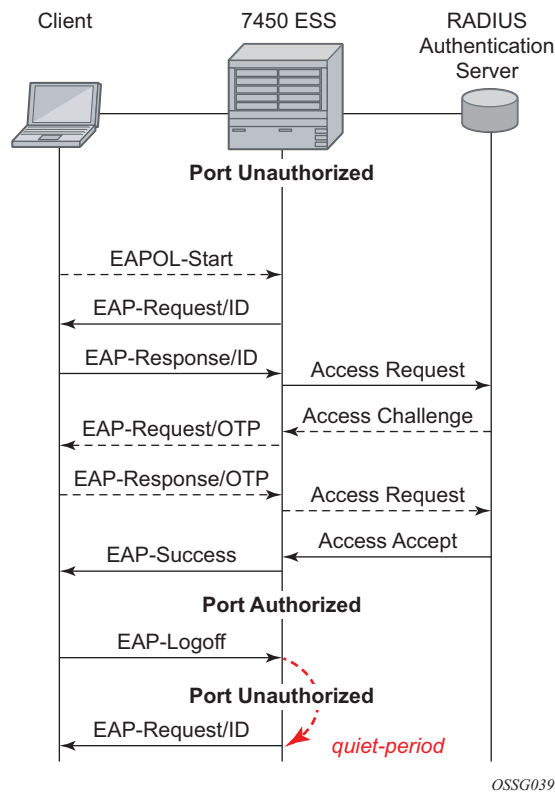 Client
7450 ESS
RADIUS
Authentication
Server
Port Unauthorized
EAPOL-Start
EAP-Request/ID
EAP-Response/ID
Access Request
Access Challenge
EAP-Request/OTP
EAP-Response/OTP
Access Request
Access Accept
EAP-Success
Port Authorized
EAP-Logoff
Port Unauthorized
EAP-Request/ID
quiet-period
OSSG039